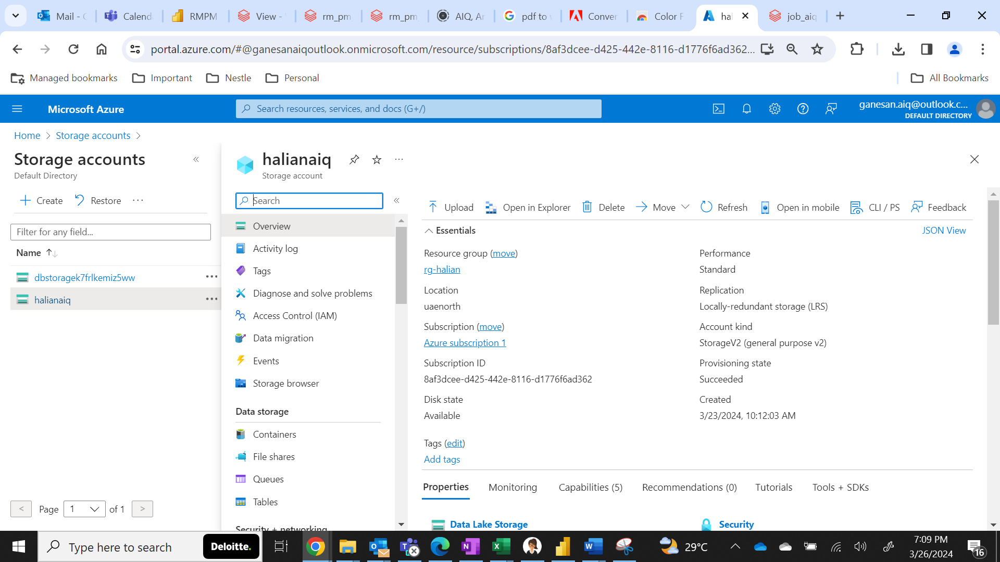 Mail - C
Calend
RMPM
View -
rm_pm
rm_pm
AIQ, Ar
pdf to
Conver
Color F
hal
job_aiq
portal.azure.com/#@ganesanaiqoutlook.onmicrosoft.com/resource/subscriptions/8af3dcee-d425-442e-8116-d1776f6ad362...
Managed bookmarks
Important
Nestle
Personal
All Bookmarks
Microsoft Azure
Search resources, services, and docs (G+/)
ganesan.aiq@outlook.c...
DEFAULT DIRECTORY
Home > Storage accounts >
Storage accounts
Default Directory
Create
Restore
Filter for any field...
Name
dbstoragek7frlkemiz5ww
halianaiq
< Page 1 of 1 >
halianaiq
Storage account
Search
Overview
Activity log
Tags
Diagnose and solve problems
Access Control (IAM)
Data migration
Events
Storage browser
Data storage
Containers
File shares
Queues
Tables
Security + networking
Upload
Open in Explorer
Delete
Move
Refresh
Open in mobile
CLI / PS
Feedback
Essentials
JSON View
Resource group (move)
rg-halian
Location
uaenorth
Subscription (move)
Azure subscription 1
Subscription ID
8af3dcee-d425-442e-8116-d1776f6ad362
Disk state
Available
Performance
Standard
Replication
Locally-redundant storage (LRS)
Account kind
StorageV2 (general purpose v2)
Provisioning state
Succeeded
Created
3/23/2024, 10:12:03 AM
Tags (edit)
Add tags
Properties
Monitoring
Capabilities (5)
Recommendations (0)
Tutorials
Tools + SDKs
Data Lake Storage
Security
Type here to search
Deloitte.
29°C
7:09 PM
3/26/2024
16